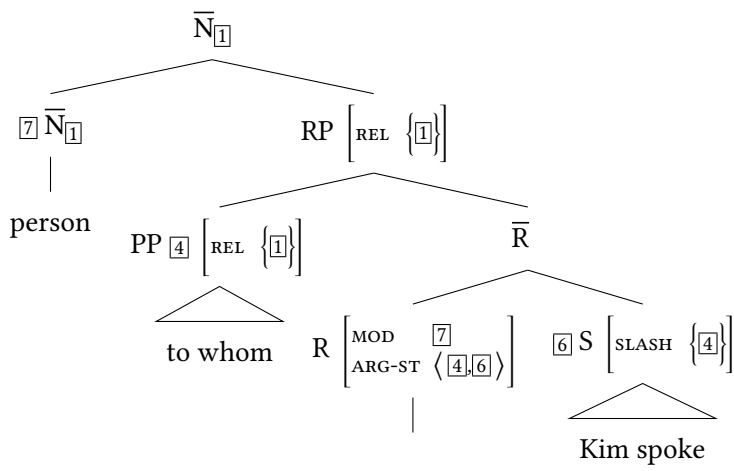 N̅ 1
7 N̅ 1 RP [REL {1}]
person
PP 4 [REL {1}] R̅
to whom R [MOD 7 6 S [SLASH {4}]
ARG-ST ⟨4,6⟩]
Kim spoke